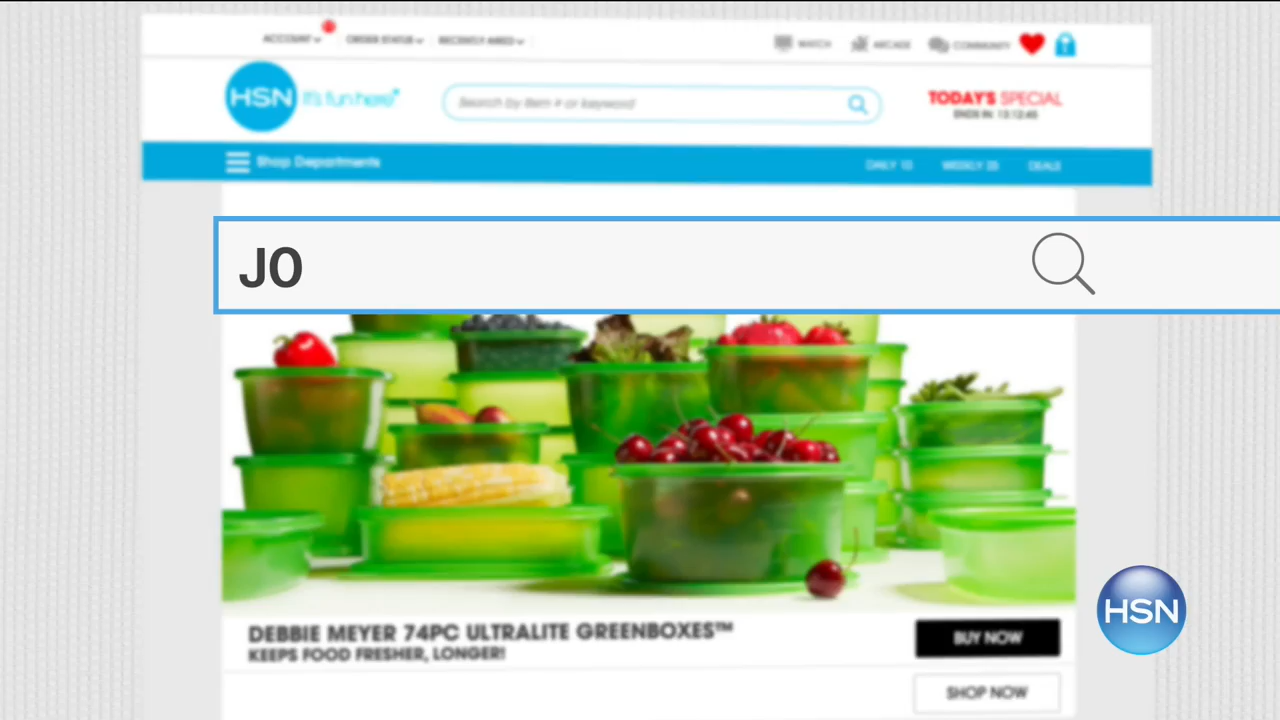 ACCOUNT
ORDER STATUS
RECENTLY AIRED
WATCH
ARCADE
COMMUNITY
HSN it's fun here
Search by item # or keyword
TODAY'S SPECIAL
ENDS IN: 13:12:45
Shop Departments
DAILY 10
WEEKLY 25
DEALS
JO
HSN
DEBBIE MEYER 74PC ULTRALITE GREENBOXES™
KEEPS FOOD FRESHER, LONGER!
BUY NOW
SHOP NOW